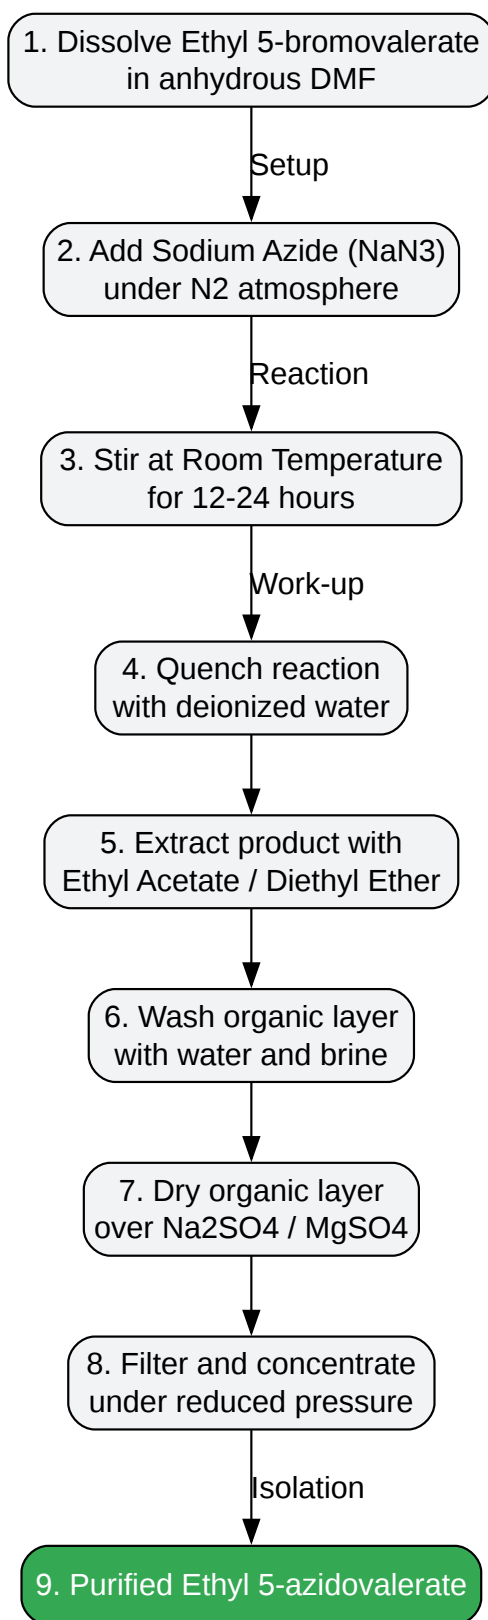 1. Dissolve Ethyl 5-bromovalerate
in anhydrous DMF
Setup
2. Add Sodium Azide (NaN3)
under N2 atmosphere
Reaction
3. Stir at Room Temperature
for 12-24 hours
Work-up
4. Quench reaction
with deionized water
5. Extract product with
Ethyl Acetate / Diethyl Ether
6. Wash organic layer
with water and brine
7. Dry organic layer
over Na2SO4 / MgSO4
8. Filter and concentrate
under reduced pressure
Isolation
9. Purified Ethyl 5-azidovalerate